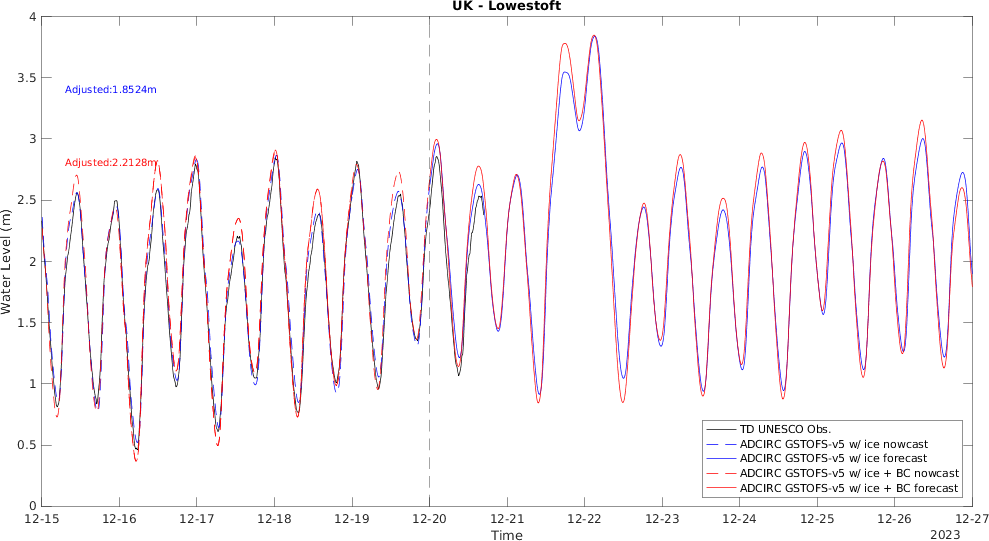 UK - Lowestoft
4
3.5
3
2.5
2
1.5
1
0.5
0
Water Level (m)
Adjusted:1.8524m
Adjusted:2.2128m
TD UNESCO Obs.
ADCIRC GSTOFS-v5 w/ ice nowcast
ADCIRC GSTOFS-v5 w/ ice forecast
ADCIRC GSTOFS-v5 w/ ice + BC nowcast
ADCIRC GSTOFS-v5 w/ ice + BC forecast
12-15 12-16 12-17 12-18 12-19 12-20 12-21 12-22 12-23 12-24 12-25 12-26 12-27
Time
2023